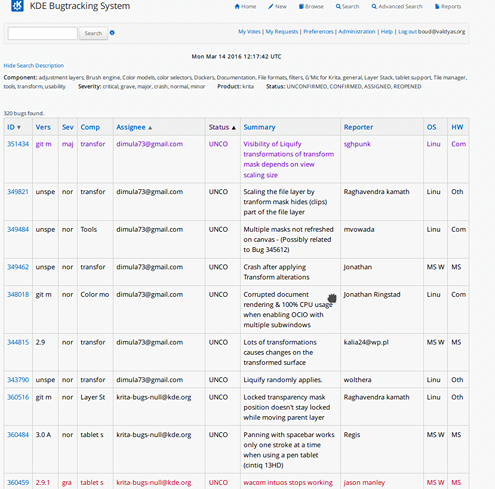 KDE Bugtracking System
Home New Browse Search Advanced Search Reports
Search
My Votes | My Requests | Preferences | Administration | Help | Log out boud@valdyas.org
Mon Mar 14 2016 12:17:42 UTC
Hide Search Description
Component: adjustment layers, Brush engine, Color models, color selectors, Dockers, Documentation, File formats, filters, G'Mic for Krita, general, Layer Stack, tablet support, Tile manager,
tools, transform, usability Severity: critical, grave, major, crash, normal, minor Product: krita Status: UNCONFIRMED, CONFIRMED, ASSIGNED, REOPENED
320 bugs found.
ID ▼ Vers Sev Comp Assignee ▲ Status ▲ Summary Reporter OS HW
351434 git m maj transfor dimula73@gmail.com UNCO Visibility of Liquify sghpunk Linu Com
transformations of transform
mask depends on view
scaling size
349821 unspe nor transfor dimula73@gmail.com UNCO Scaling the file layer by Raghavendra kamath Linu Oth
tranform mask hides (clips)
part of the file layer
349484 unspe nor Tools dimula73@gmail.com UNCO Multiple masks not refreshed mvowada Linu Com
on canvas - (Possibly related
to Bug 345612)
349462 unspe nor transfor dimula73@gmail.com UNCO Crash after applying Jonathan MS W MS
Transform alterations
348018 git m nor Color mo dimula73@gmail.com UNCO Corrupted document Jonathan Ringstad Linu Com
rendering & 100% CPU usage
when enabling OCIO with
multiple subwindows
344815 2.9 nor transfor dimula73@gmail.com UNCO Lots of transformations kalia24@wp.pl MS W MS
causes changes on the
transformed surface
343790 unspe nor transfor dimula73@gmail.com UNCO Liquify randomly applies. wolthera Linu Oth
360516 git m nor Layer St krita-bugs-null@kde.org UNCO Locked transparency mask Raghavendra kamath Linu Oth
position doesn't stay locked
while moving parent layer
360484 3.0 A nor tablet s krita-bugs-null@kde.org UNCO Panning with spacebar works Regis MS W MS
only one stroke at a time
when using a pen tablet
(cintiq 13HD)
360459 2.9.1 gra tablet s krita-bugs-null@kde.org UNCO wacom intuos stops working jason manley MS W MS